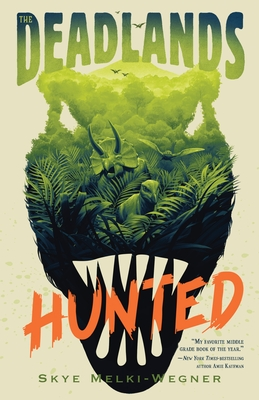 THE
DEADLANDS
HUNTED
"MY FAVORITE MIDDLE
GRADE BOOK OF THE YEAR."
—NEW YORK TIMES-BESTSELLING
AUTHOR AMIE KAUFMAN
SKYE MELKI-WEGNER